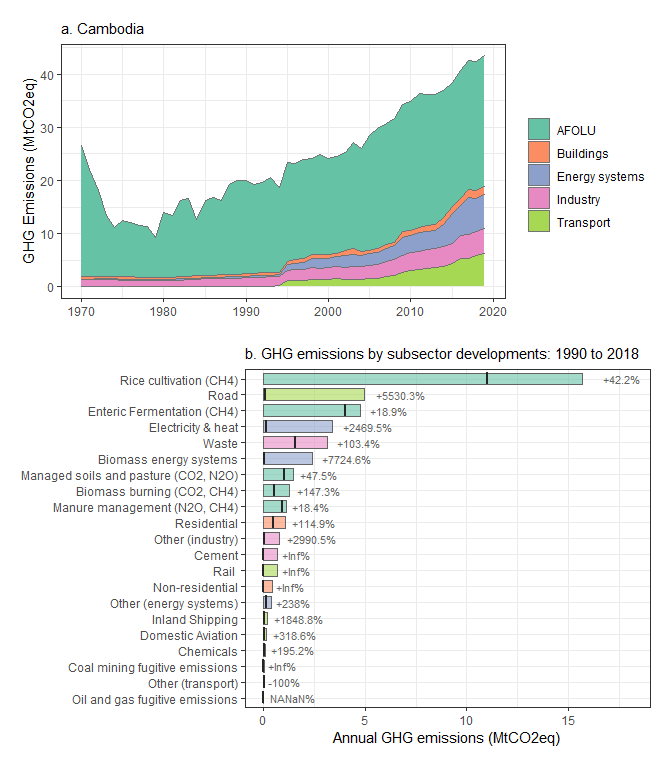 a. Cambodia
GHG Emissions (MtCO2eq)
40
30
20
10
0
1970
1980
1990
2000
2010
2020
AFOLU
Buildings
Energy systems
Industry
Transport
b. GHG emissions by subsector developments: 1990 to 2018
Rice cultivation (CH4) +42.2%
Road +5530.3%
Enteric Fermentation (CH4) +18.9%
Electricity & heat +2469.5%
Waste +103.4%
Biomass energy systems +7724.6%
Managed soils and pasture (CO2, N2O) +47.5%
Biomass burning (CO2, CH4) +147.3%
Manure management (N2O, CH4) +18.4%
Residential +114.9%
Other (industry) +2990.5%
Cement +Inf%
Rail +Inf%
Non-residential +Inf%
Other (energy systems) +238%
Inland Shipping +1848.8%
Domestic Aviation +318.6%
Chemicals +195.2%
Coal mining fugitive emissions +Inf%
Other (transport) -100%
Oil and gas fugitive emissions NANaN%
0 5 10 15
Annual GHG emissions (MtCO2eq)